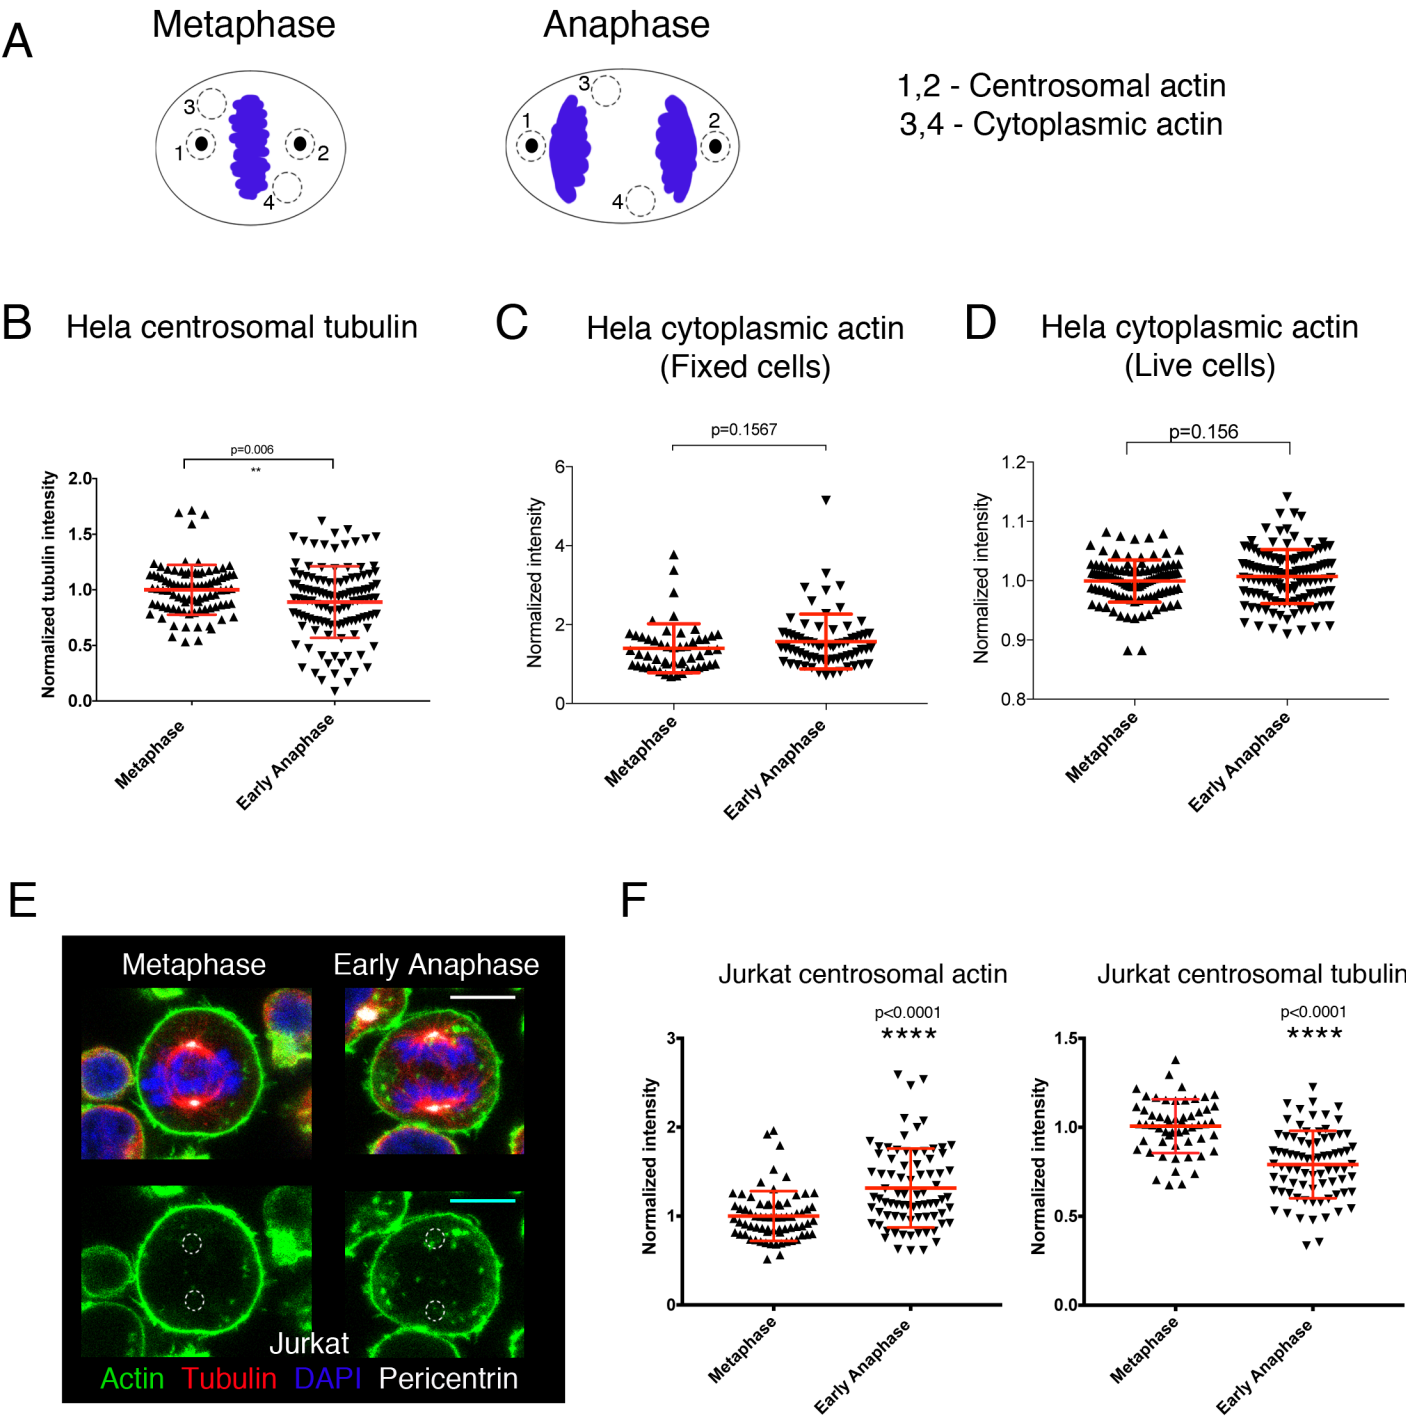 A
Metaphase
Anaphase
3
1
2
4
3
1
2
4
1,2 - Centrosomal actin
3,4 - Cytoplasmic actin
B
Hela centrosomal tubulin
p=0.006
**
Normalized tubulin intensity
2.0
1.5
1.0
0.5
0.0
Metaphase
Early Anaphase
C
Hela cytoplasmic actin
(Fixed cells)
p=0.1567
Normalized intensity
6
4
2
0
Metaphase
Early Anaphase
D
Hela cytoplasmic actin
(Live cells)
p=0.156
Normalized intensity
1.2
1.1
1.0
0.9
0.8
Metaphase
Early Anaphase
E
Metaphase
Early Anaphase
Jurkat
Actin Tubulin DAPI Pericentrin
F
Jurkat centrosomal actin
p<0.0001
****
Normalized intensity
3
2
1
0
Metaphase
Early Anaphase
Jurkat centrosomal tubulin
p<0.0001
****
Normalized intensity
1.5
1.0
0.5
0.0
Metaphase
Early Anaphase